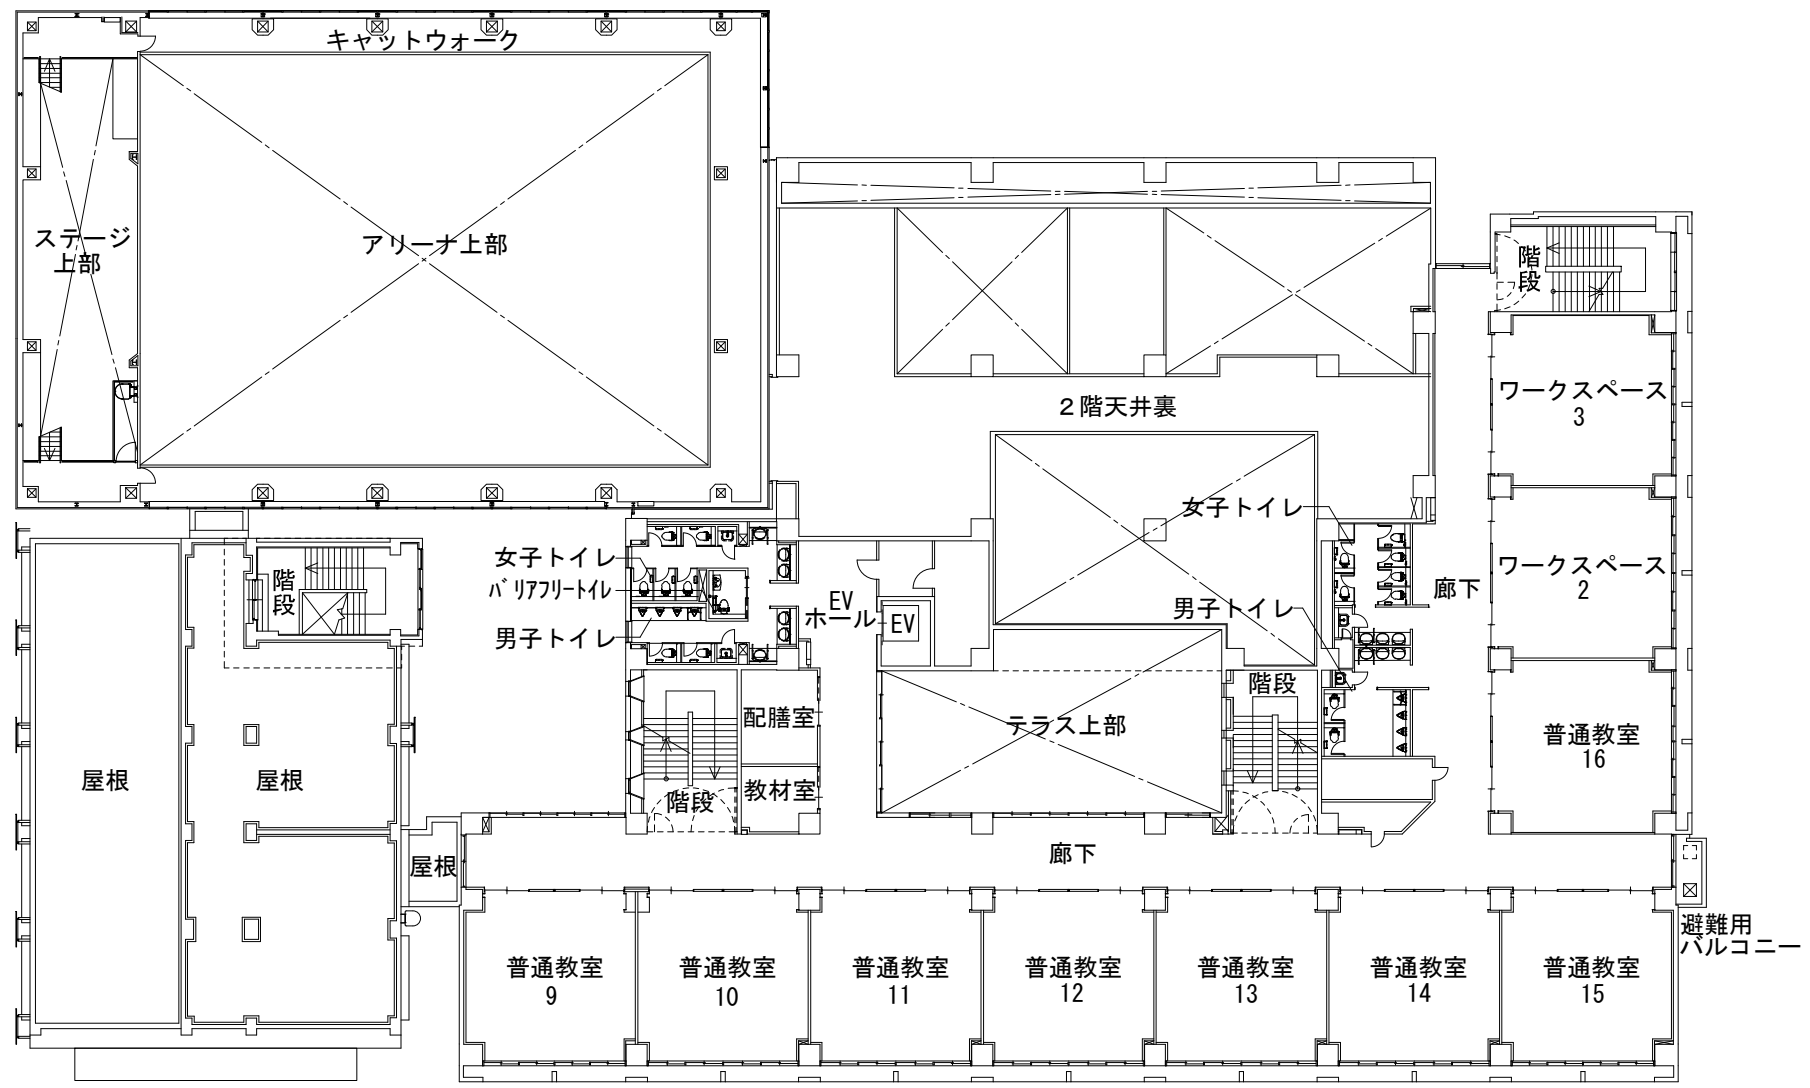 キャットウォーク
ステージ
上部
アリーナ上部
階
段
ワークスペース
3
2階天井裏
女子トイレ
女子トイレ
バリアフリートイレ
男子トイレ
階
段
EV
ホール
EV
男子トイレ
廊下
ワークスペース
2
階段
配膳室
テラス上部
普通教室
16
屋根
屋根
階段
教材室
屋根
廊下
避難用
バルコニー
普通教室
9
普通教室
10
普通教室
11
普通教室
12
普通教室
13
普通教室
14
普通教室
15